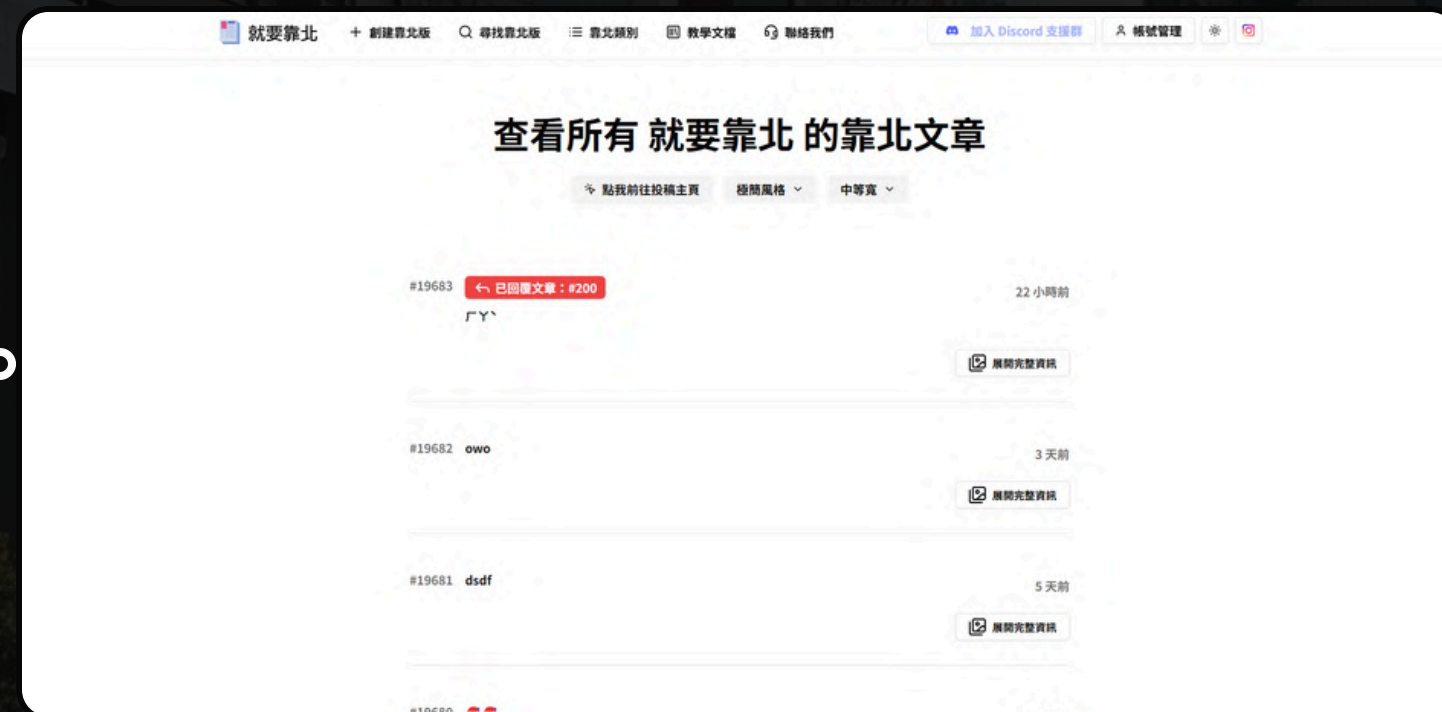 就要靠北 創建靠北版 尋找靠北版 靠北類別 教學文檔 聯絡我們 加入 Discord 支援群 帳號管理
查看所有 就要靠北 的靠北文章
點我前往投稿主頁 極簡風格 中等寬
#19683 已回覆文章：#200 22 小時前
ㄏㄚˋ
展開完整資訊
#19682 owo 3 天前
展開完整資訊
#19681 dsdf 5 天前
展開完整資訊
#19680